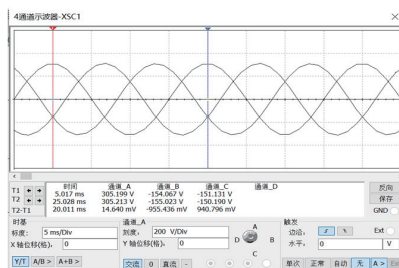 4通道示波器-XSC1
×
时间 通道_A 通道_B 通道_C 通道_D
T1 5.017 ms 305.199 V -154.067 V -151.131 V
T2 25.028 ms 305.213 V -155.023 V -150.190 V
T2-T1 20.011 ms 14.640 mV -955.436 mV 940.796 mV
反向
保存
GND
时基
标度: 5 ms/Div
X 轴位移(格): 0
Y/T A/B > A+B >
通道_A
刻度: 200 V/Div
Y 轴位移(格): 0
交流 0 直流 -
A
B
C
D
触发
边沿: Ext
水平: 0 V
单次 正常 自动 无 A > Ext